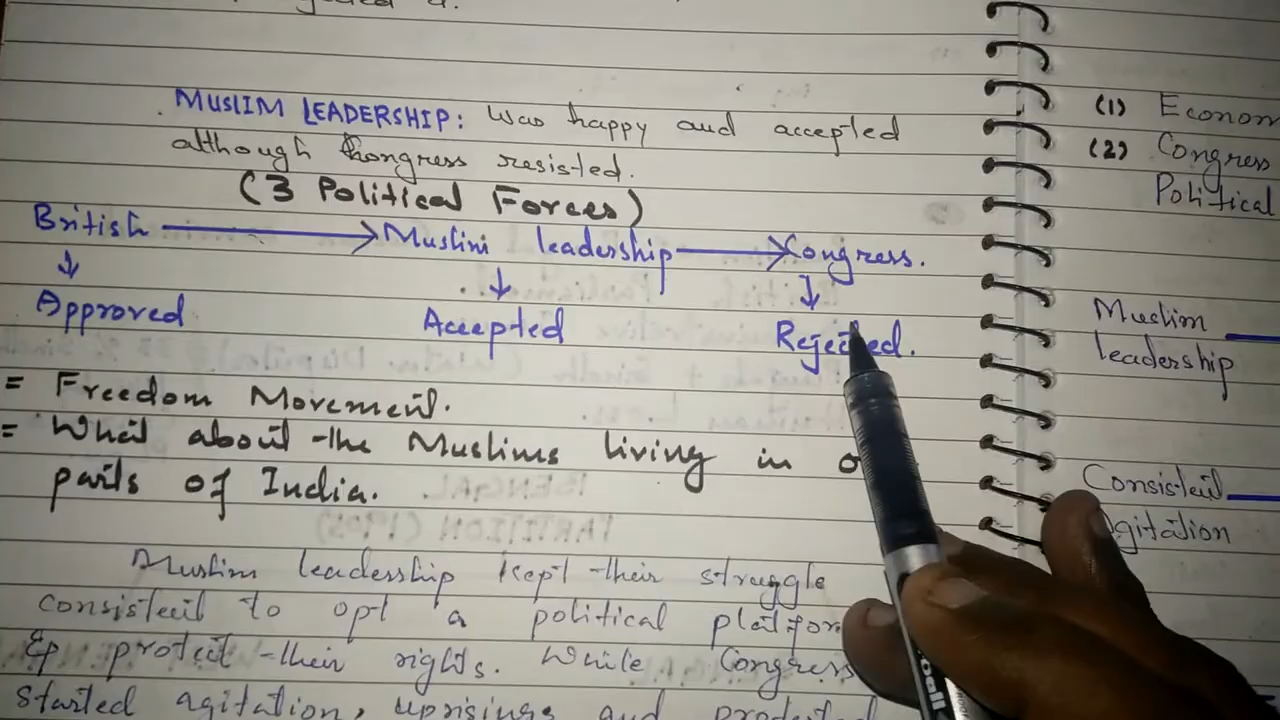 MUSLIM LEADERSHIP: Was happy and accepted
although Congress resisted.
(3 Political Forces)
British → Muslim leadership → Congress.
↓ ↓ ↓
Approved Accepted Rejected.
= Freedom Movement.
= What about the Muslims living in
parts of India.
Muslim leadership kept their struggle
consistent to opt a political platform
& protect their rights. While Congress
started agitation, uprisings and
(1) Econom
(2) Congress
Political
Muslim
leadership
Consistent
agitation